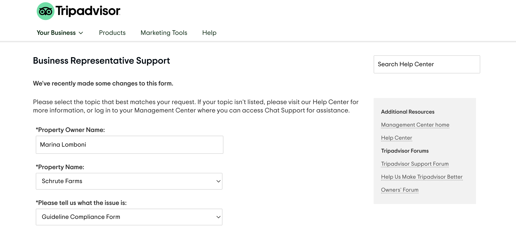 Tripadvisor
Your Business Products Marketing Tools Help
Business Representative Support
Search Help Center
We've recently made some changes to this form.
Please select the topic that best matches your request. If your topic isn't listed, please visit our Help Center for
more information, or log in to your Management Center where you can access Chat Support for assistance.
*Property Owner Name:
Marina Lomboni
*Property Name:
Schrute Farms
*Please tell us what the issue is:
Guideline Compliance Form
Additional Resources
Management Center home
Help Center
Tripadvisor Forums
Tripadvisor Support Forum
Help Us Make Tripadvisor Better
Owners' Forum